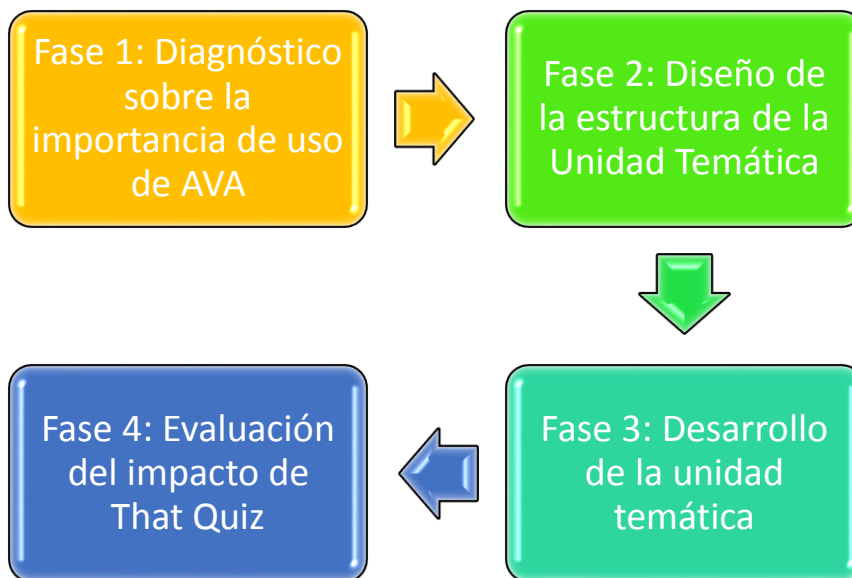 Fase 1: Diagnóstico
sobre la
importancia de uso
de AVA
Fase 2: Diseño de
la estructura de la
Unidad Temática
Fase 3: Desarrollo
de la unidad
temática
Fase 4: Evaluación
del impacto de
That Quiz